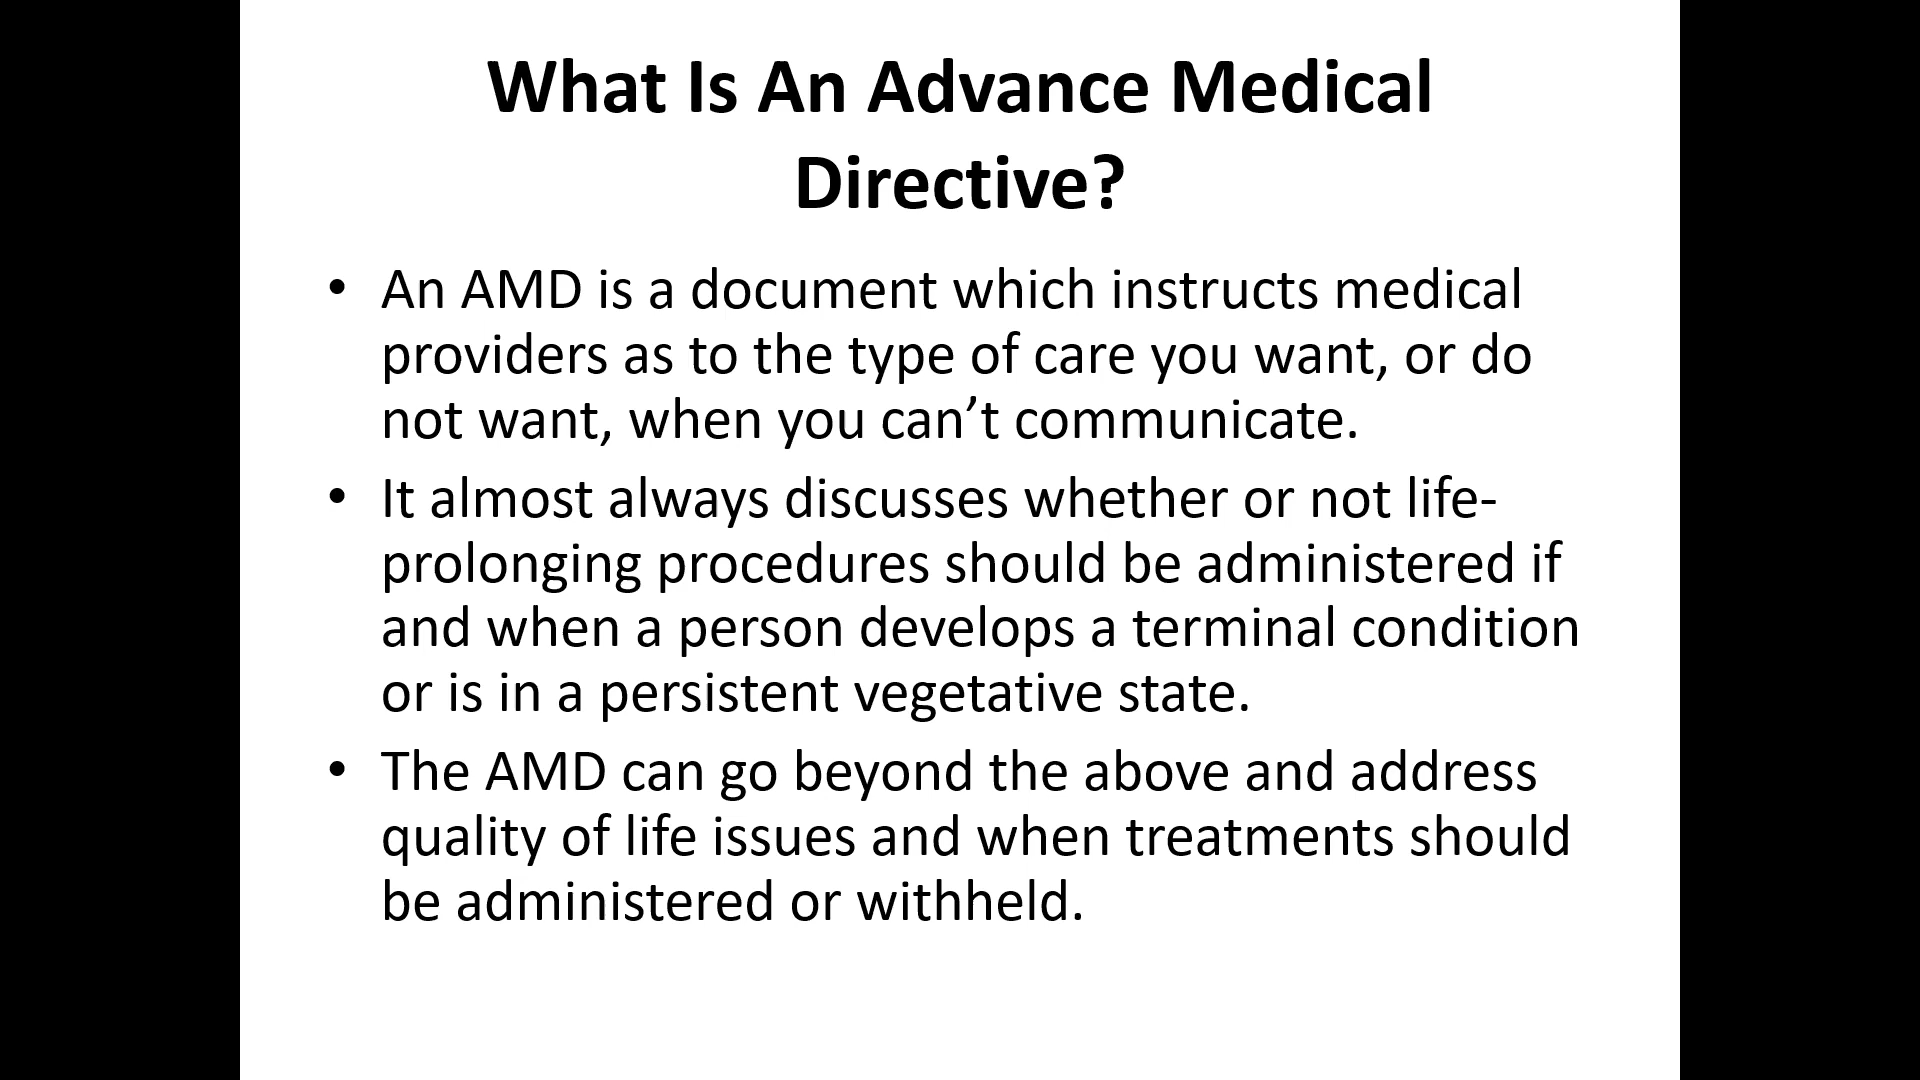 What Is An Advance Medical
Directive?
• An AMD is a document which instructs medical
providers as to the type of care you want, or do
not want, when you can’t communicate.
• It almost always discusses whether or not life-
prolonging procedures should be administered if
and when a person develops a terminal condition
or is in a persistent vegetative state.
• The AMD can go beyond the above and address
quality of life issues and when treatments should
be administered or withheld.